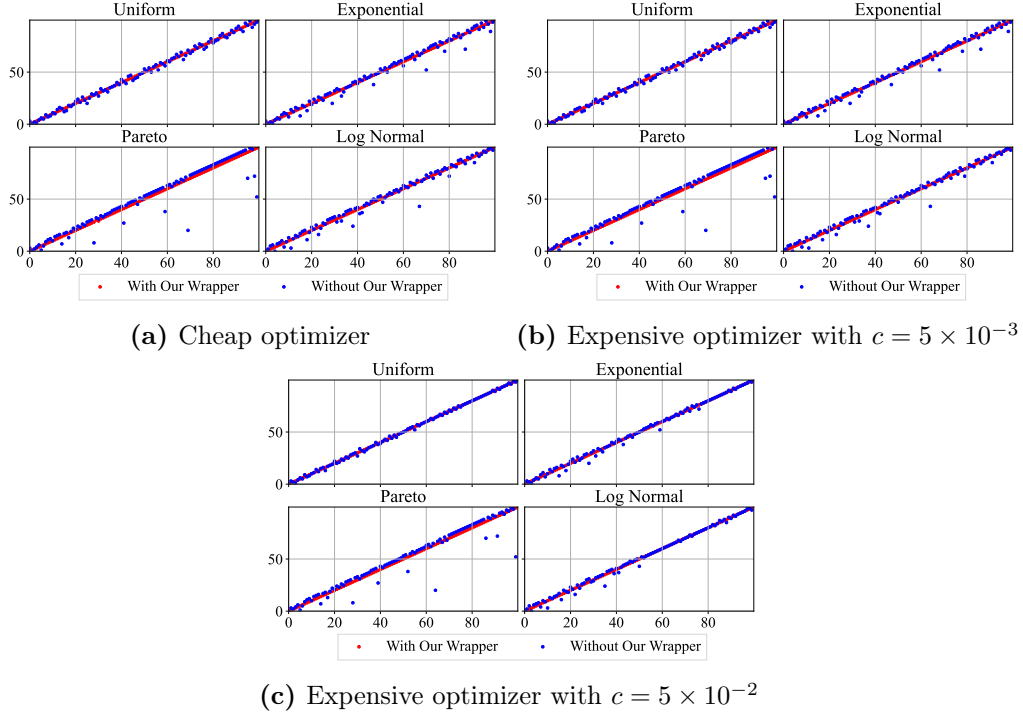 Uniform
Exponential
50
0
Pareto
Log Normal
50
0
0 20 40 60 80 0 20 40 60 80
With Our Wrapper
Without Our Wrapper
(a) Cheap optimizer
Uniform
Exponential
50
0
Pareto
Log Normal
50
0
0 20 40 60 80 0 20 40 60 80
With Our Wrapper
Without Our Wrapper
(b) Expensive optimizer with c = 5 × 10⁻³
Uniform
Exponential
50
0
Pareto
Log Normal
50
0
0 20 40 60 80 0 20 40 60 80
With Our Wrapper
Without Our Wrapper
(c) Expensive optimizer with c = 5 × 10⁻²